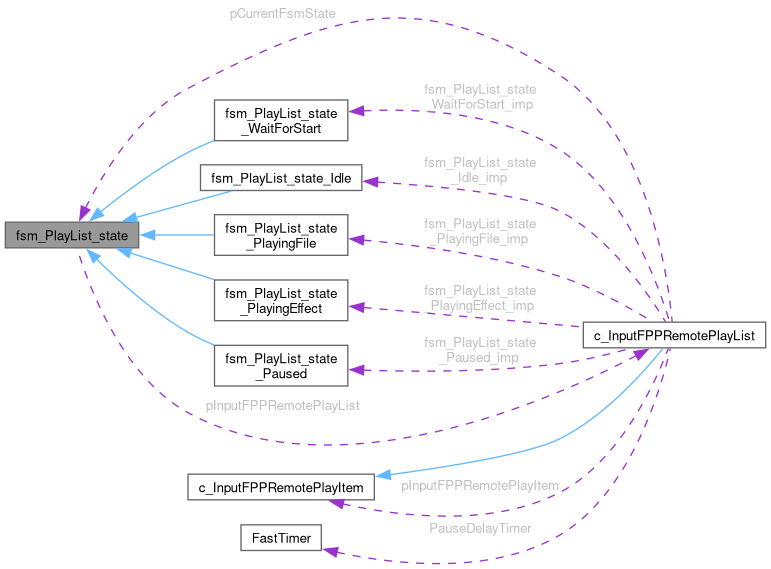 pCurrentFsmState
fsm_PlayList_state
_WaitForStart_imp
fsm_PlayList_state
_WaitForStart
fsm_PlayList_state
_Idle_imp
fsm_PlayList_state_Idle
fsm_PlayList_state
_PlayingFile_imp
fsm_PlayList_state
_PlayingFile
fsm_PlayList_state
fsm_PlayList_state
PlayingEffect_imp
fsm_PlayList_state
_PlayingEffect
c_InputFPPRemotePlayList
fsm_PlayList_state
_Paused_imp
fsm_PlayList_state
_Paused
pInputFPPRemotePlayList
c_InputFPPRemotePlayItem
pInputFPPRemotePlayItem
PauseDelayTimer
FastTimer